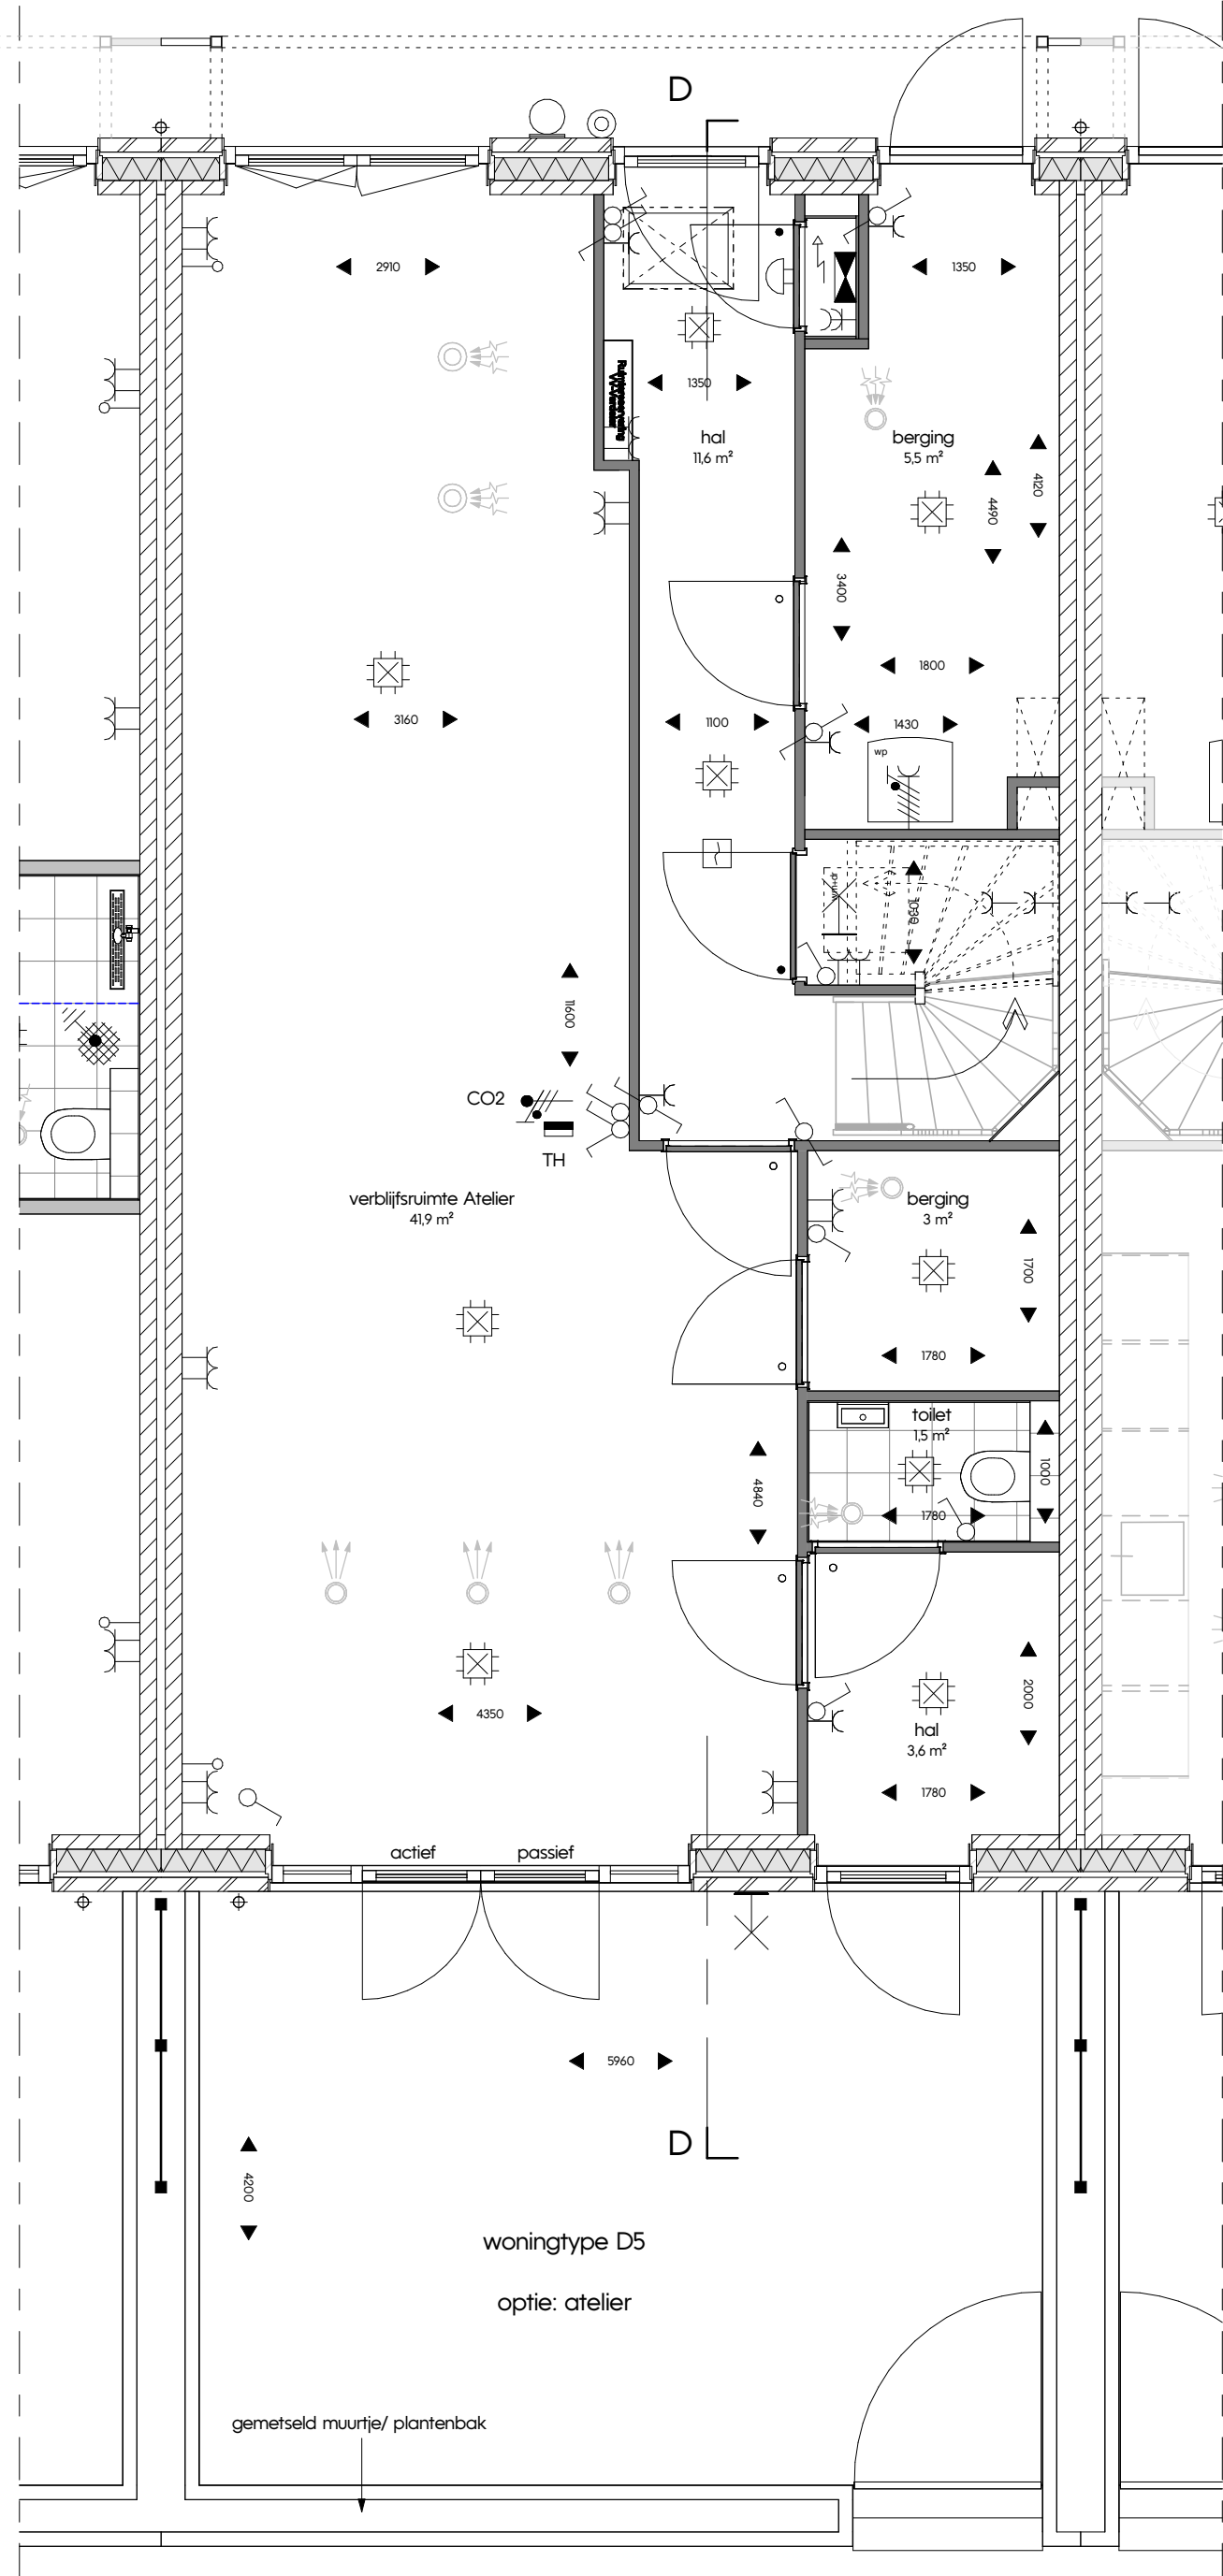 D
2910
1350
1350
hal
11,6 m²
berging
5,5 m²
4120
4490
3400
1800
3160
1100
1430
wp
1030
11600
CO2
TH
verblijfsruimte Atelier
41,9 m²
berging
3 m²
1700
1780
toilet
1,5 m²
1000
4840
1780
2000
4350
hal
3,6 m²
1780
actief
passief
5960
D
4200
woningtype D5
optie: atelier
gemetseld muurtje/ plantenbak